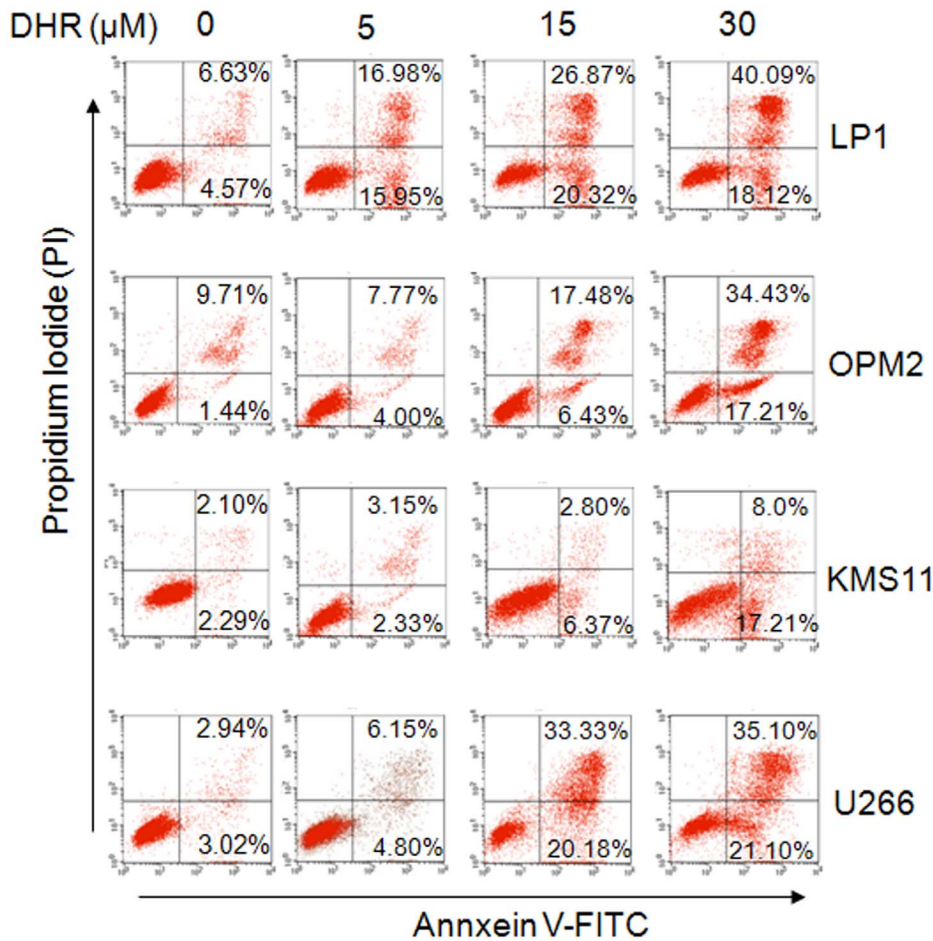 DHR (µM) 0 5 15 30
6.63% 16.98% 26.87% 40.09%
LP1
4.57% 15.95% 20.32% 18.12%
9.71% 7.77% 17.48% 34.43%
OPM2
1.44% 4.00% 6.43% 17.21%
2.10% 3.15% 2.80% 8.0%
KMS11
2.29% 2.33% 6.37% 17.21%
2.94% 6.15% 33.33% 35.10%
U266
3.02% 4.80% 20.18% 21.10%
Propidium Iodide (PI)
Annxein V-FITC